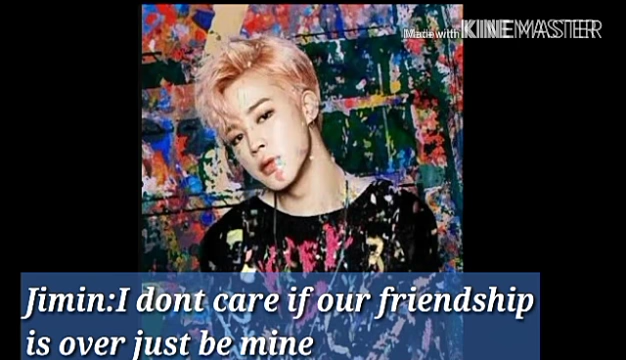 Made with KINEMASTER
Jimin:I dont care if our friendship
is over just be mine